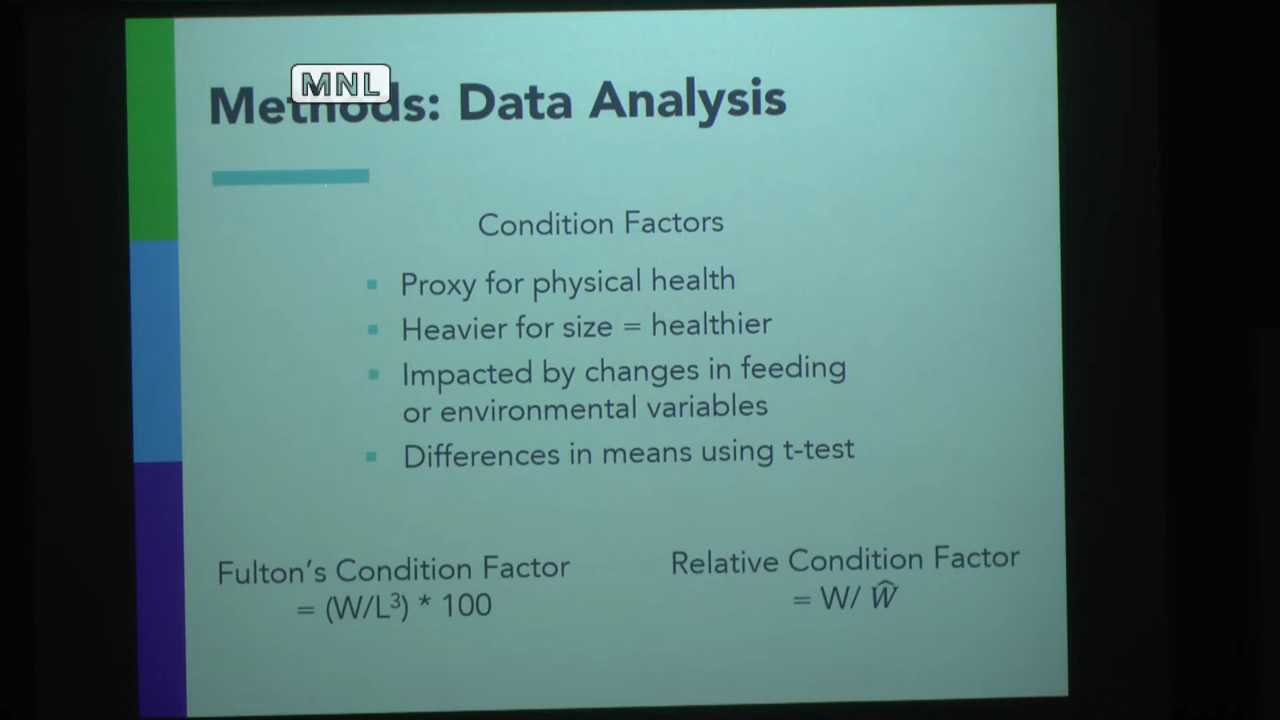 MNL
Methods: Data Analysis
Condition Factors
▪ Proxy for physical health
▪ Heavier for size = healthier
▪ Impacted by changes in feeding
or environmental variables
▪ Differences in means using t-test
Fulton's Condition Factor
= (W/L³) * 100
Relative Condition Factor
= W/ Ŵ